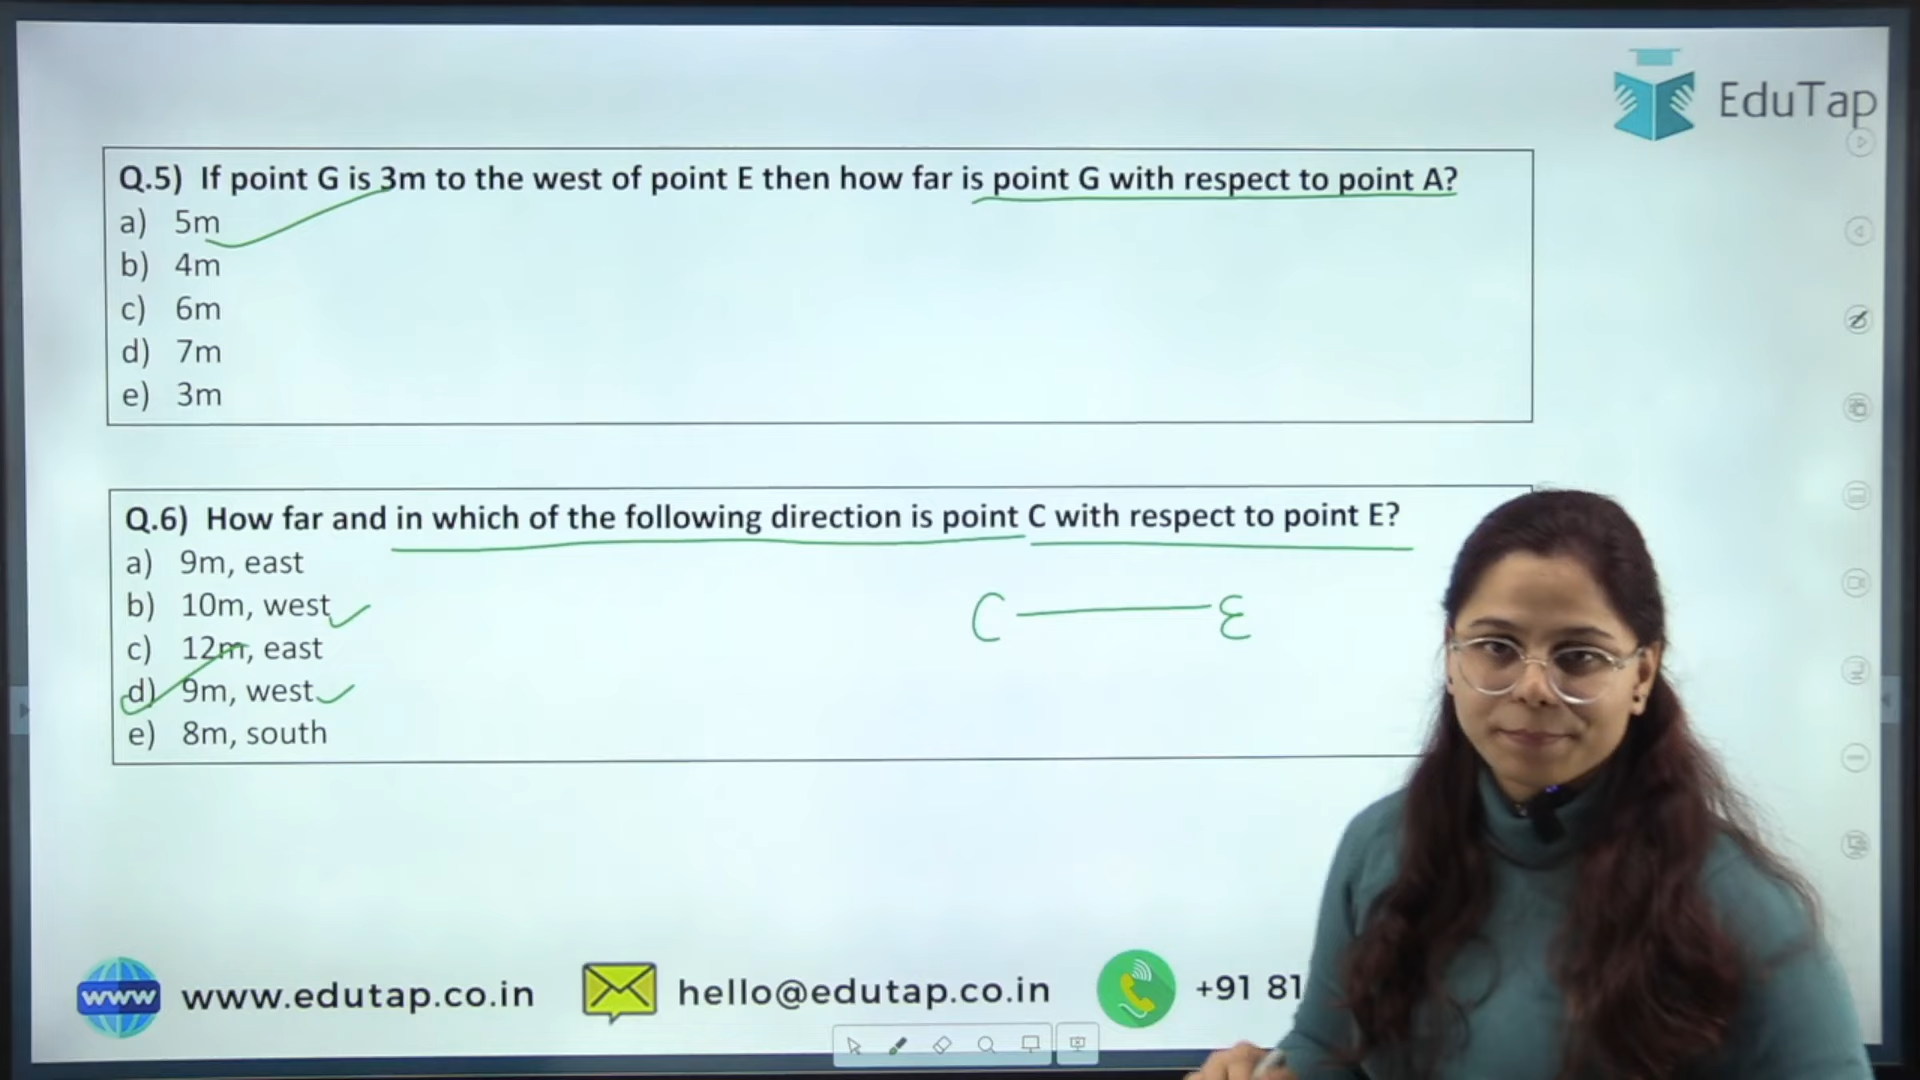 EduTap
Q.5) If point G is 3m to the west of point E then how far is point G with respect to point A?
a) 5m
b) 4m
c) 6m
d) 7m
e) 3m
Q.6) How far and in which of the following direction is point C with respect to point E?
a) 9m, east
b) 10m, west
c) 12m, east
d) 9m, west
e) 8m, south
C E
www www.edutap.co.in hello@edutap.co.in +91 81